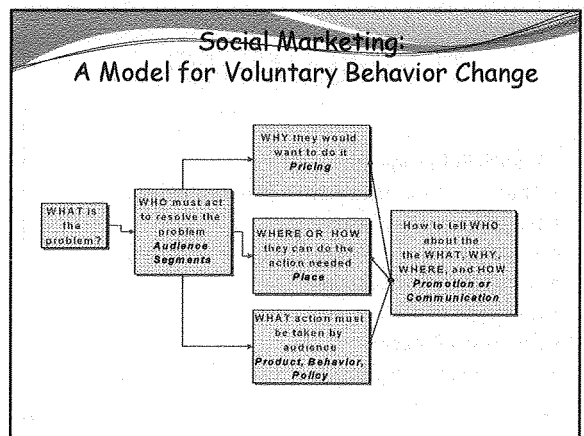 Social Marketing:
A Model for Voluntary Behavior Change
WHAT is
the
problem?
WHO must act
to resolve the
problem
Audience
Segments
WHY they would
want to do it
Pricing
WHERE OR HOW
they can do the
action needed
Place
WHAT action must
be taken by
audience
Product, Behavior,
Policy
How to tell WHO
about the
the WHAT, WHY,
WHERE, and HOW
Promotion or
Communication